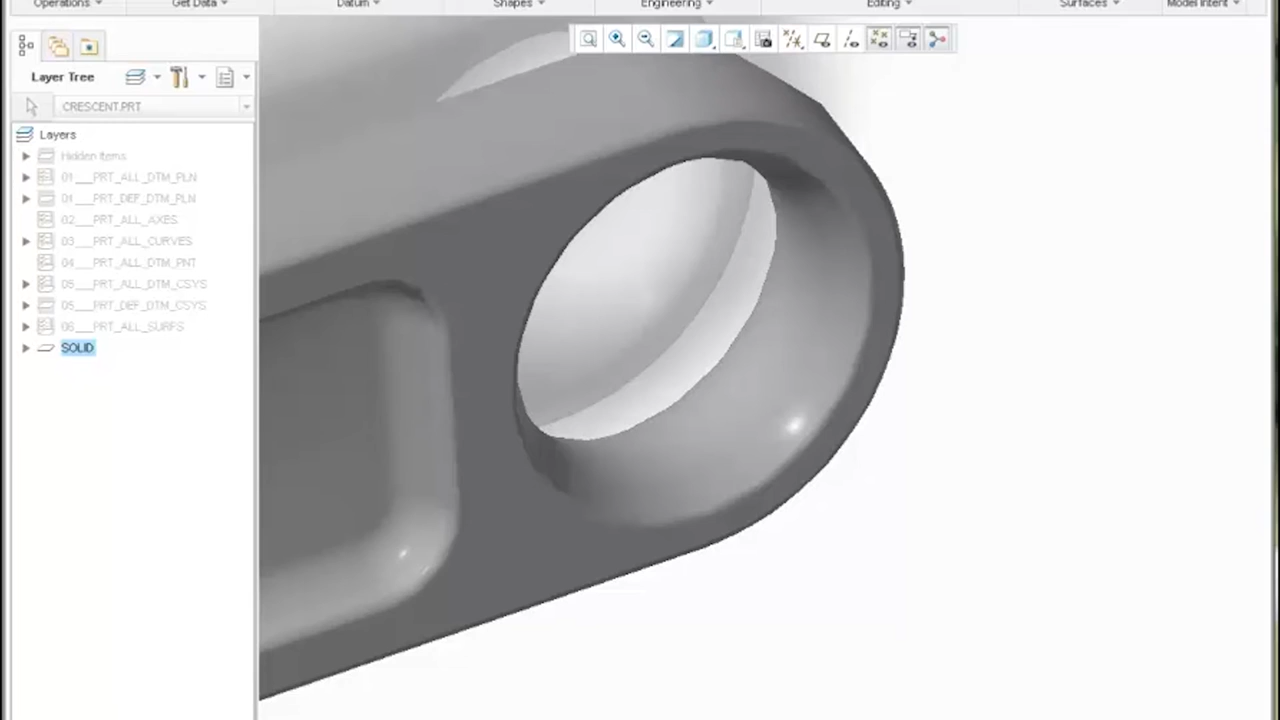 Operations Get Data Datum Shapes Engineering Editing Surfaces Model Intent
Layer Tree
CRESCENT.PRT
Layers
Hidden Items
01___PRT_ALL_DTM_PLN
01___PRT_DEF_DTM_PLN
02___PRT_ALL_AXES
03___PRT_ALL_CURVES
04___PRT_ALL_DTM_PNT
05___PRT_ALL_DTM_CSYS
05___PRT_DEF_DTM_CSYS
06___PRT_ALL_SURFS
SOLID